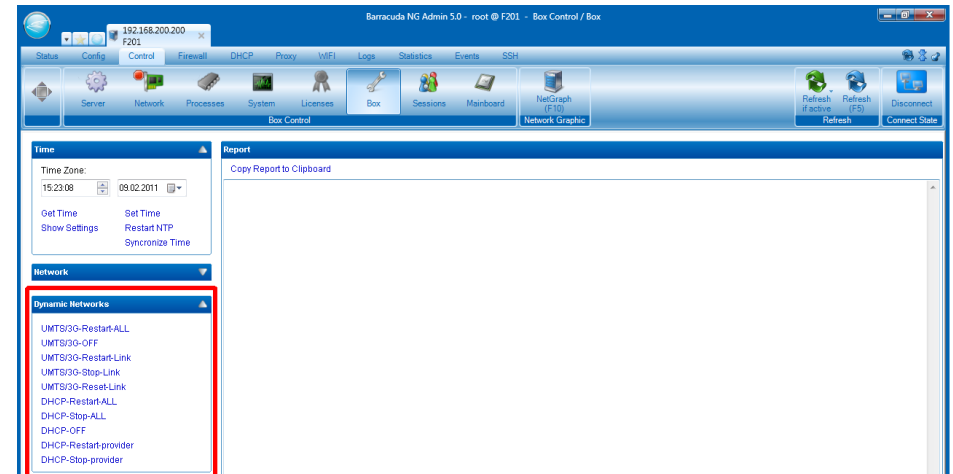 Barracuda NG Admin 5.0 - root @ F201 - Box Control / Box
192.168.200.200
F201
Status Config Control Firewall DHCP Proxy WIFI Logs Statistics Events SSH
Server Network Processes System Licenses Box Sessions Mainboard
NetGraph
(F10)
Refresh
if active
Refresh
(F5)
Disconnect
Box Control
Network Graphic
Refresh
Connect State
Time
Time Zone:
15:23:08 09.02.2011
Get Time Set Time
Show Settings Restart NTP
Syncronize Time
Network
Dynamic Networks
UMTS/3G-Restart-ALL
UMTS/3G-OFF
UMTS/3G-Restart-Link
UMTS/3G-Stop-Link
UMTS/3G-Reset-Link
DHCP-Restart-ALL
DHCP-Stop-ALL
DHCP-OFF
DHCP-Restart-provider
DHCP-Stop-provider
Report
Copy Report to Clipboard